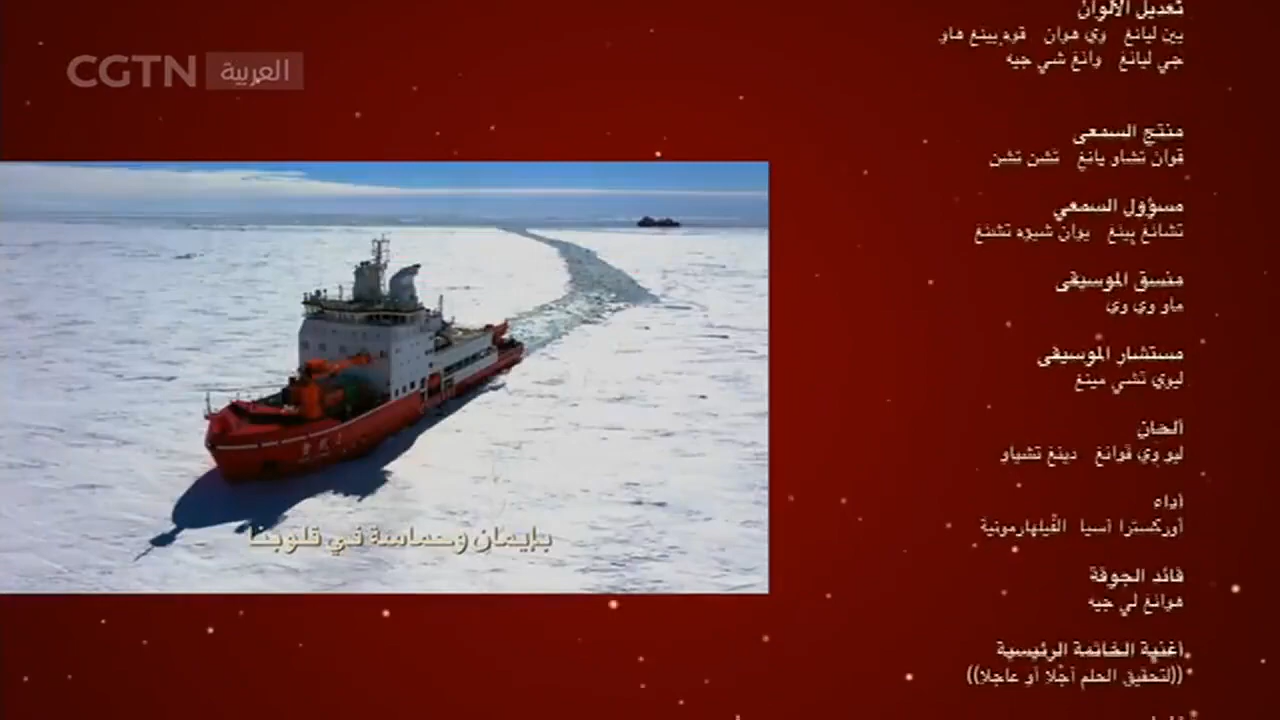 CGTN العربية
تعديل الألوان
يين ليانغ وي هوان قوه بينغ هاو
جي ليانغ وانغ شي جيه
منتج السمعي
قوان تشاو يانغ تشن تشن
مسؤول السمعي
تشانغ بينغ يوان شيوه تشنغ
منسق الموسيقى
ماو وي وي
مستشار الموسيقى
ليوي تشي مينغ
ألحان
ليو وي قوانغ دينغ تشياو
أداء
أوركسترا آسيا الفيلهارمونية
قائد الجوقة
هوانغ لي جيه
أغنية الخاتمة الرئيسية
((لتحقيق الحلم آجلا أو عاجلا))
بإيمان وحماسة في قلوبنا